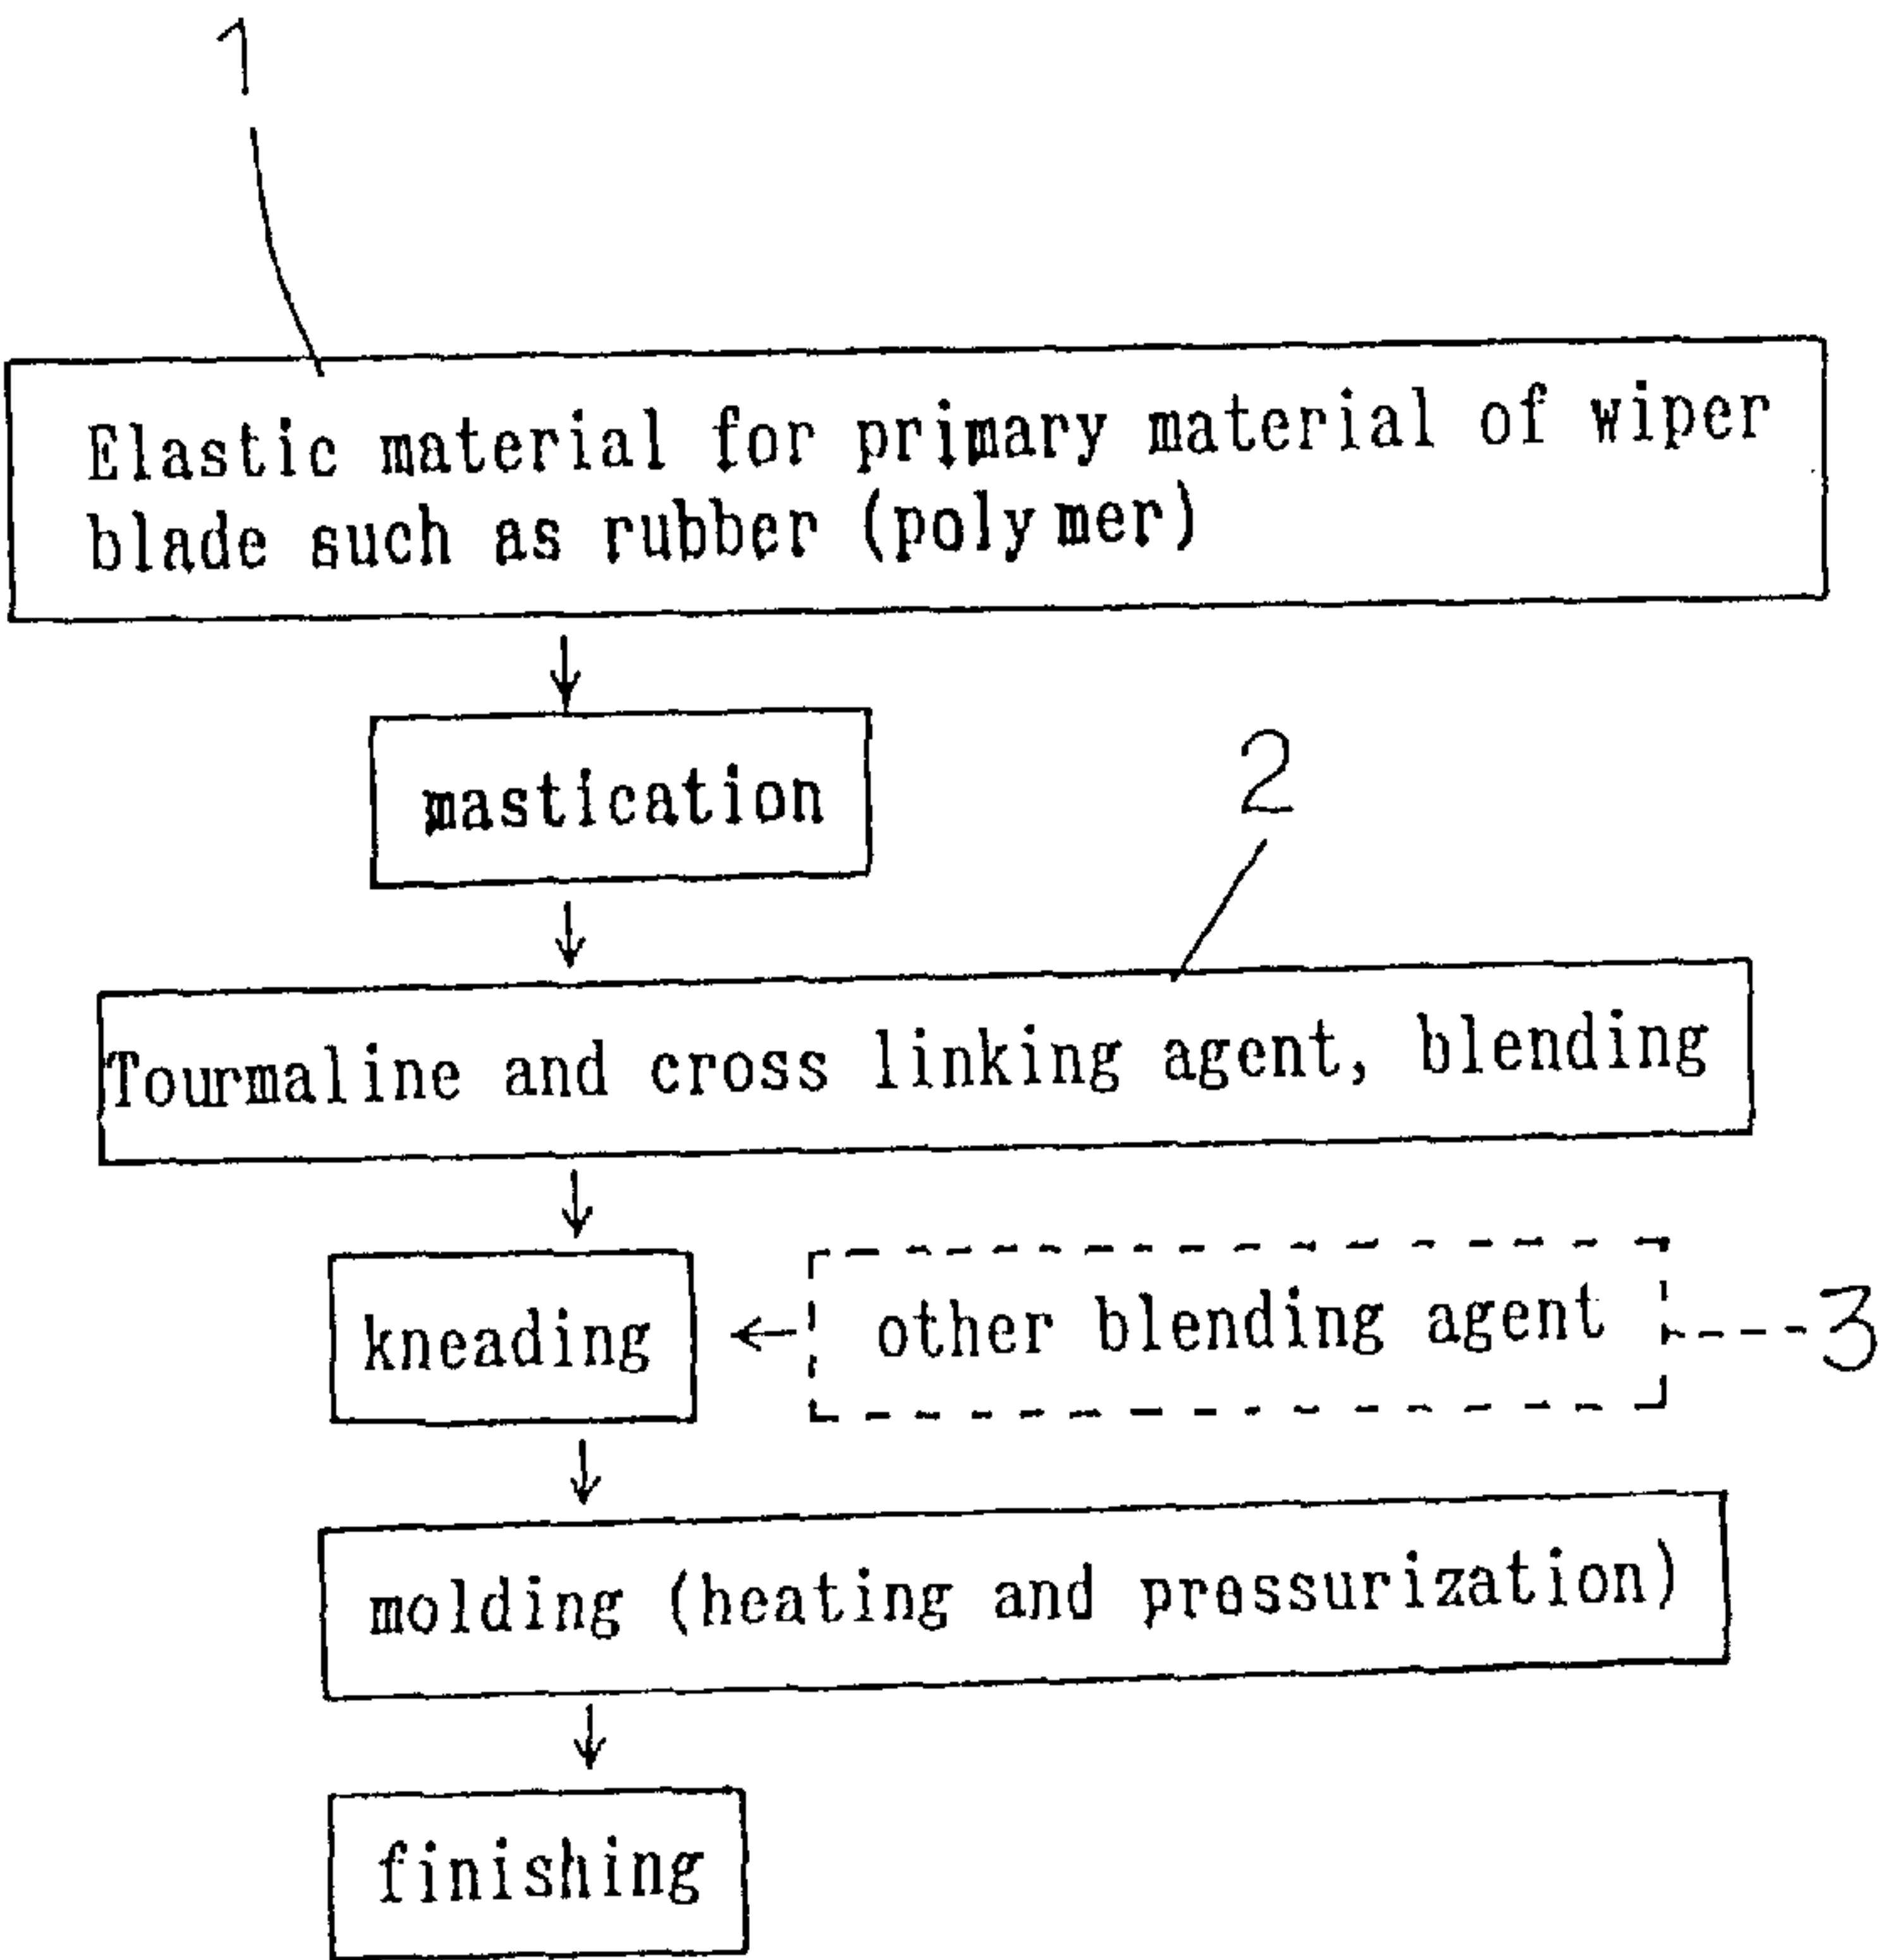 1
Elastic material for primary material of wiper
blade such as rubber (polymer)
mastication
2
Tourmaline and cross linking agent, blending
kneading
other blending agent
3
molding (heating and pressurization)
finishing